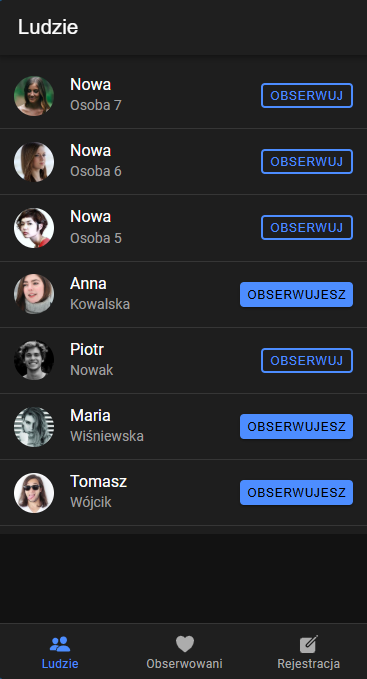 Ludzie
Nowa
Osoba 7
OBSERWUJ
Nowa
Osoba 6
OBSERWUJ
Nowa
Osoba 5
OBSERWUJ
Anna
Kowalska
OBSERWUJESZ
Piotr
Nowak
OBSERWUJ
Maria
Wiśniewska
OBSERWUJESZ
Tomasz
Wójcik
OBSERWUJESZ
Ludzie
Obserwowani
Rejestracja